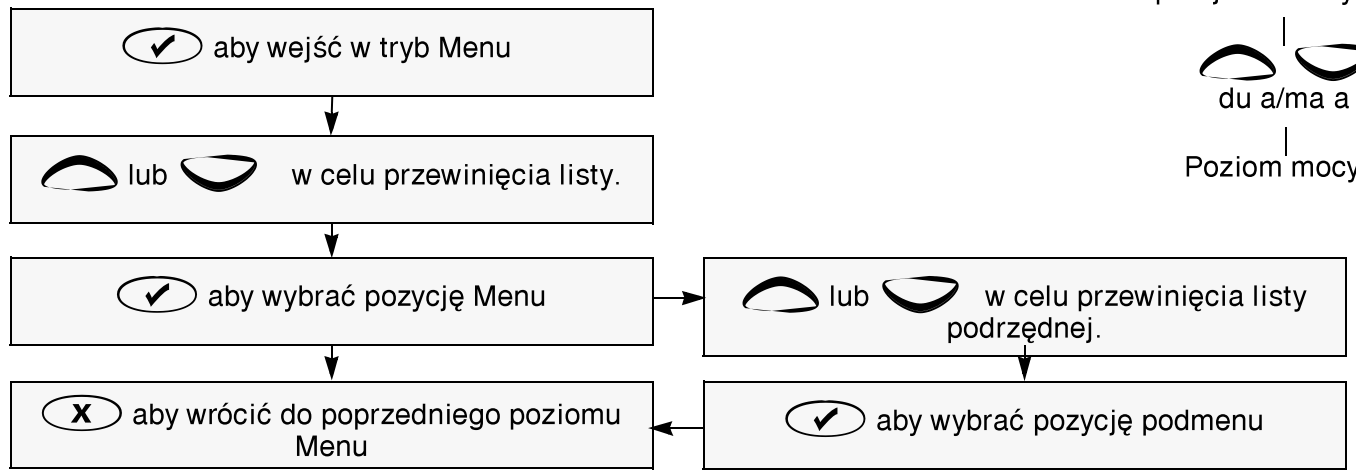 ✔ aby wejść w tryb Menu
lub w celu przewinięcia listy.
✔ aby wybrać pozycję Menu
lub w celu przewinięcia listy
podrzędnej.
X aby wrócić do poprzedniego poziomu
Menu
✔ aby wybrać pozycję podmenu
du a/ma a
Poziom mocy